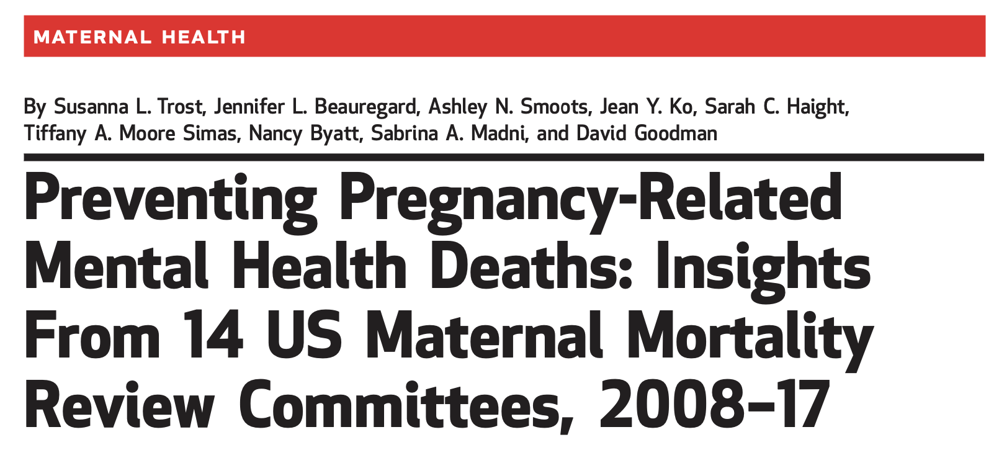 MATERNAL HEALTH
By Susanna L. Trost, Jennifer L. Beauregard, Ashley N. Smoots, Jean Y. Ko, Sarah C. Haight,
Tiffany A. Moore Simas, Nancy Byatt, Sabrina A. Madni, and David Goodman
Preventing Pregnancy-Related
Mental Health Deaths: Insights
From 14 US Maternal Mortality
Review Committees, 2008–17